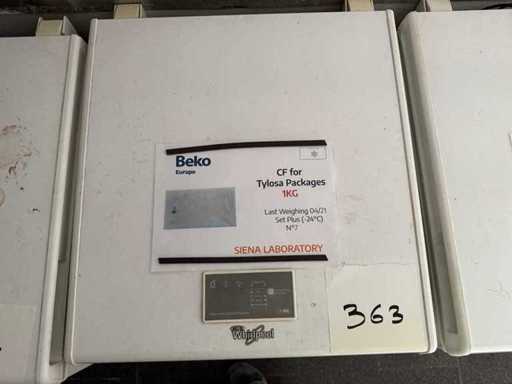 Beko
Europe
CF for
Tylosa Packages
1KG
Last Weighing 04/21
Set Plus (-24°C)
N°7
SIENA LABORATORY
Whirlpool
363